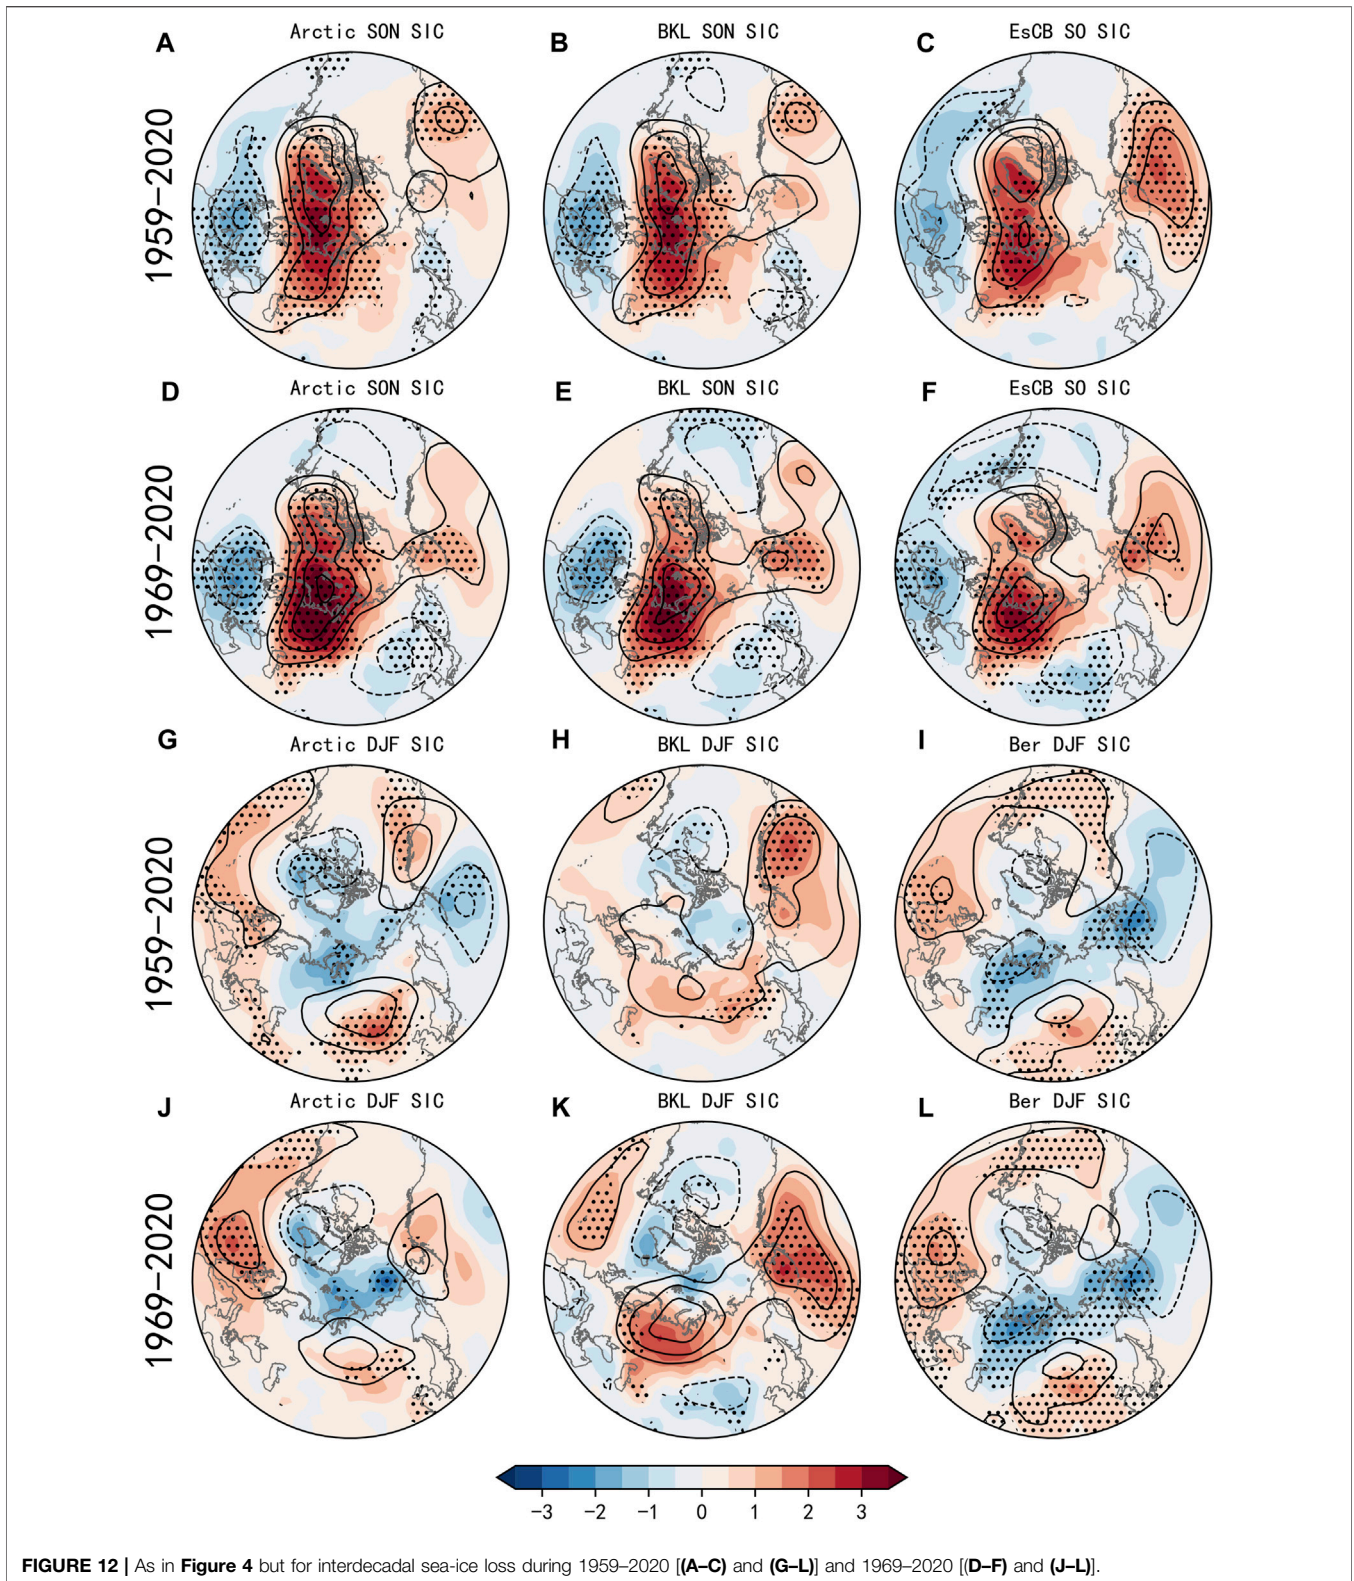 A Arctic SON SIC B BKL SON SIC C EsCB SO SIC
1959–2020
D Arctic SON SIC E BKL SON SIC F EsCB SO SIC
1969–2020
G Arctic DJF SIC H BKL DJF SIC I Ber DJF SIC
1959–2020
J Arctic DJF SIC K BKL DJF SIC L Ber DJF SIC
1969–2020
−3 −2 −1 0 1 2 3
FIGURE 12 | As in Figure 4 but for interdecadal sea-ice loss during 1959–2020 [(A–C) and (G–L)] and 1969–2020 [(D–F) and (J–L)].